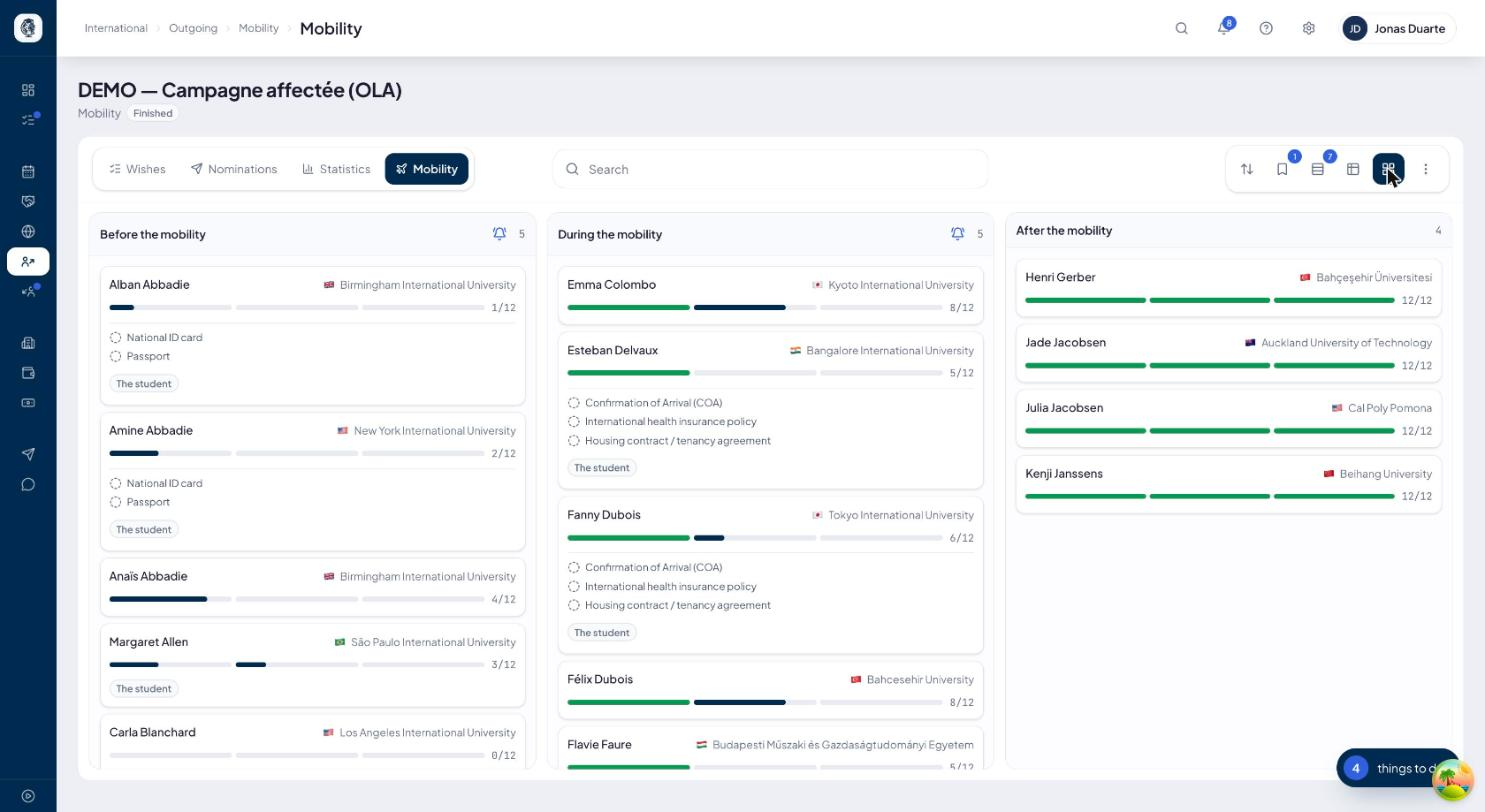 International > Outgoing > Mobility > Mobility
8
JD Jonas Duarte
DEMO — Campagne affectée (OLA)
Mobility Finished
Wishes Nominations Statistics Mobility
Search
1 7
Before the mobility 5
Alban Abbadie Birmingham International University
1/12
National ID card
Passport
The student
Amine Abbadie New York International University
2/12
National ID card
Passport
The student
Anaïs Abbadie Birmingham International University
4/12
Margaret Allen São Paulo International University
3/12
The student
Carla Blanchard Los Angeles International University
0/12
During the mobility 5
Emma Colombo Kyoto International University
8/12
Esteban Delvaux Bangalore International University
5/12
Confirmation of Arrival (COA)
International health insurance policy
Housing contract / tenancy agreement
The student
Fanny Dubois Tokyo International University
6/12
Confirmation of Arrival (COA)
International health insurance policy
Housing contract / tenancy agreement
The student
Félix Dubois Bahcesehir University
8/12
Flavie Faure Budapesti Műszaki és Gazdaságtudományi Egyetem
5/12
After the mobility 4
Henri Gerber Bahçeşehir Üniversitesi
12/12
Jade Jacobsen Auckland University of Technology
12/12
Julia Jacobsen Cal Poly Pomona
12/12
Kenji Janssens Beihang University
12/12
4 things to